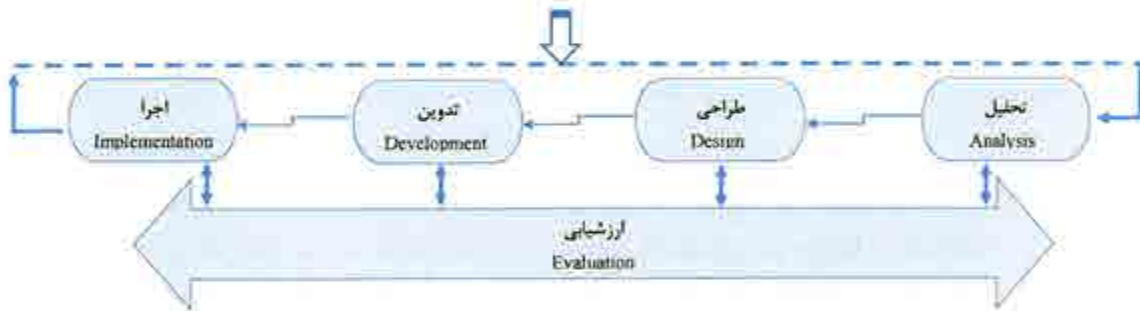 تحلیل
Analysis
طراحی
Design
تدوین
Development
اجرا
Implementation
ارزشیابی
Evaluation